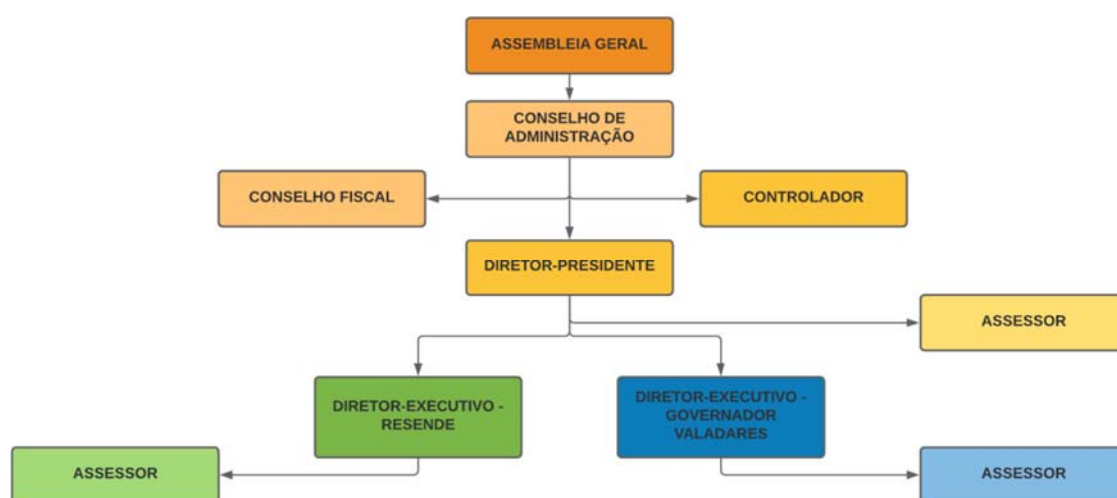 ASSEMBLEIA GERAL
CONSELHO DE
ADMINISTRAÇÃO
CONSELHO FISCAL
CONTROLADOR
DIRETOR-PRESIDENTE
ASSESSOR
DIRETOR-EXECUTIVO -
RESENDE
DIRETOR-EXECUTIVO -
GOVERNADOR
VALADARES
ASSESSOR
ASSESSOR